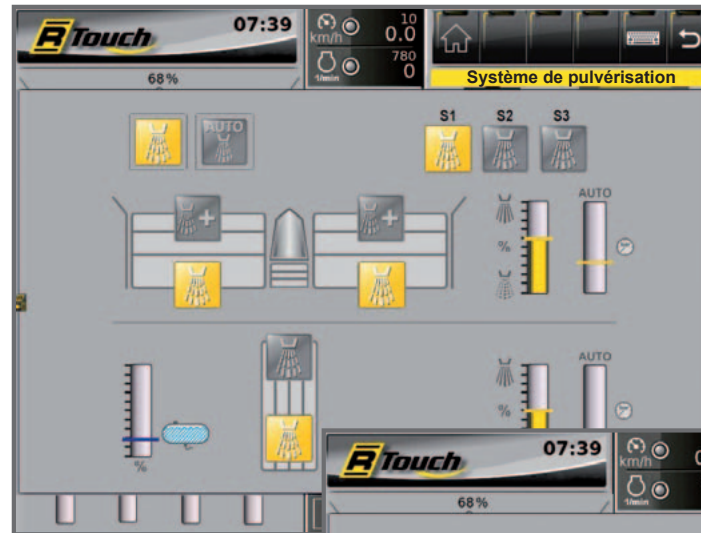 R Touch
07:39
68%
km/h
10
0.0
1/min
780
0
Système de pulvérisation
AUTO
S1 S2 S3
+ +
%
AUTO
%
AUTO
%
R Touch
07:39
68%
km/h
1/min